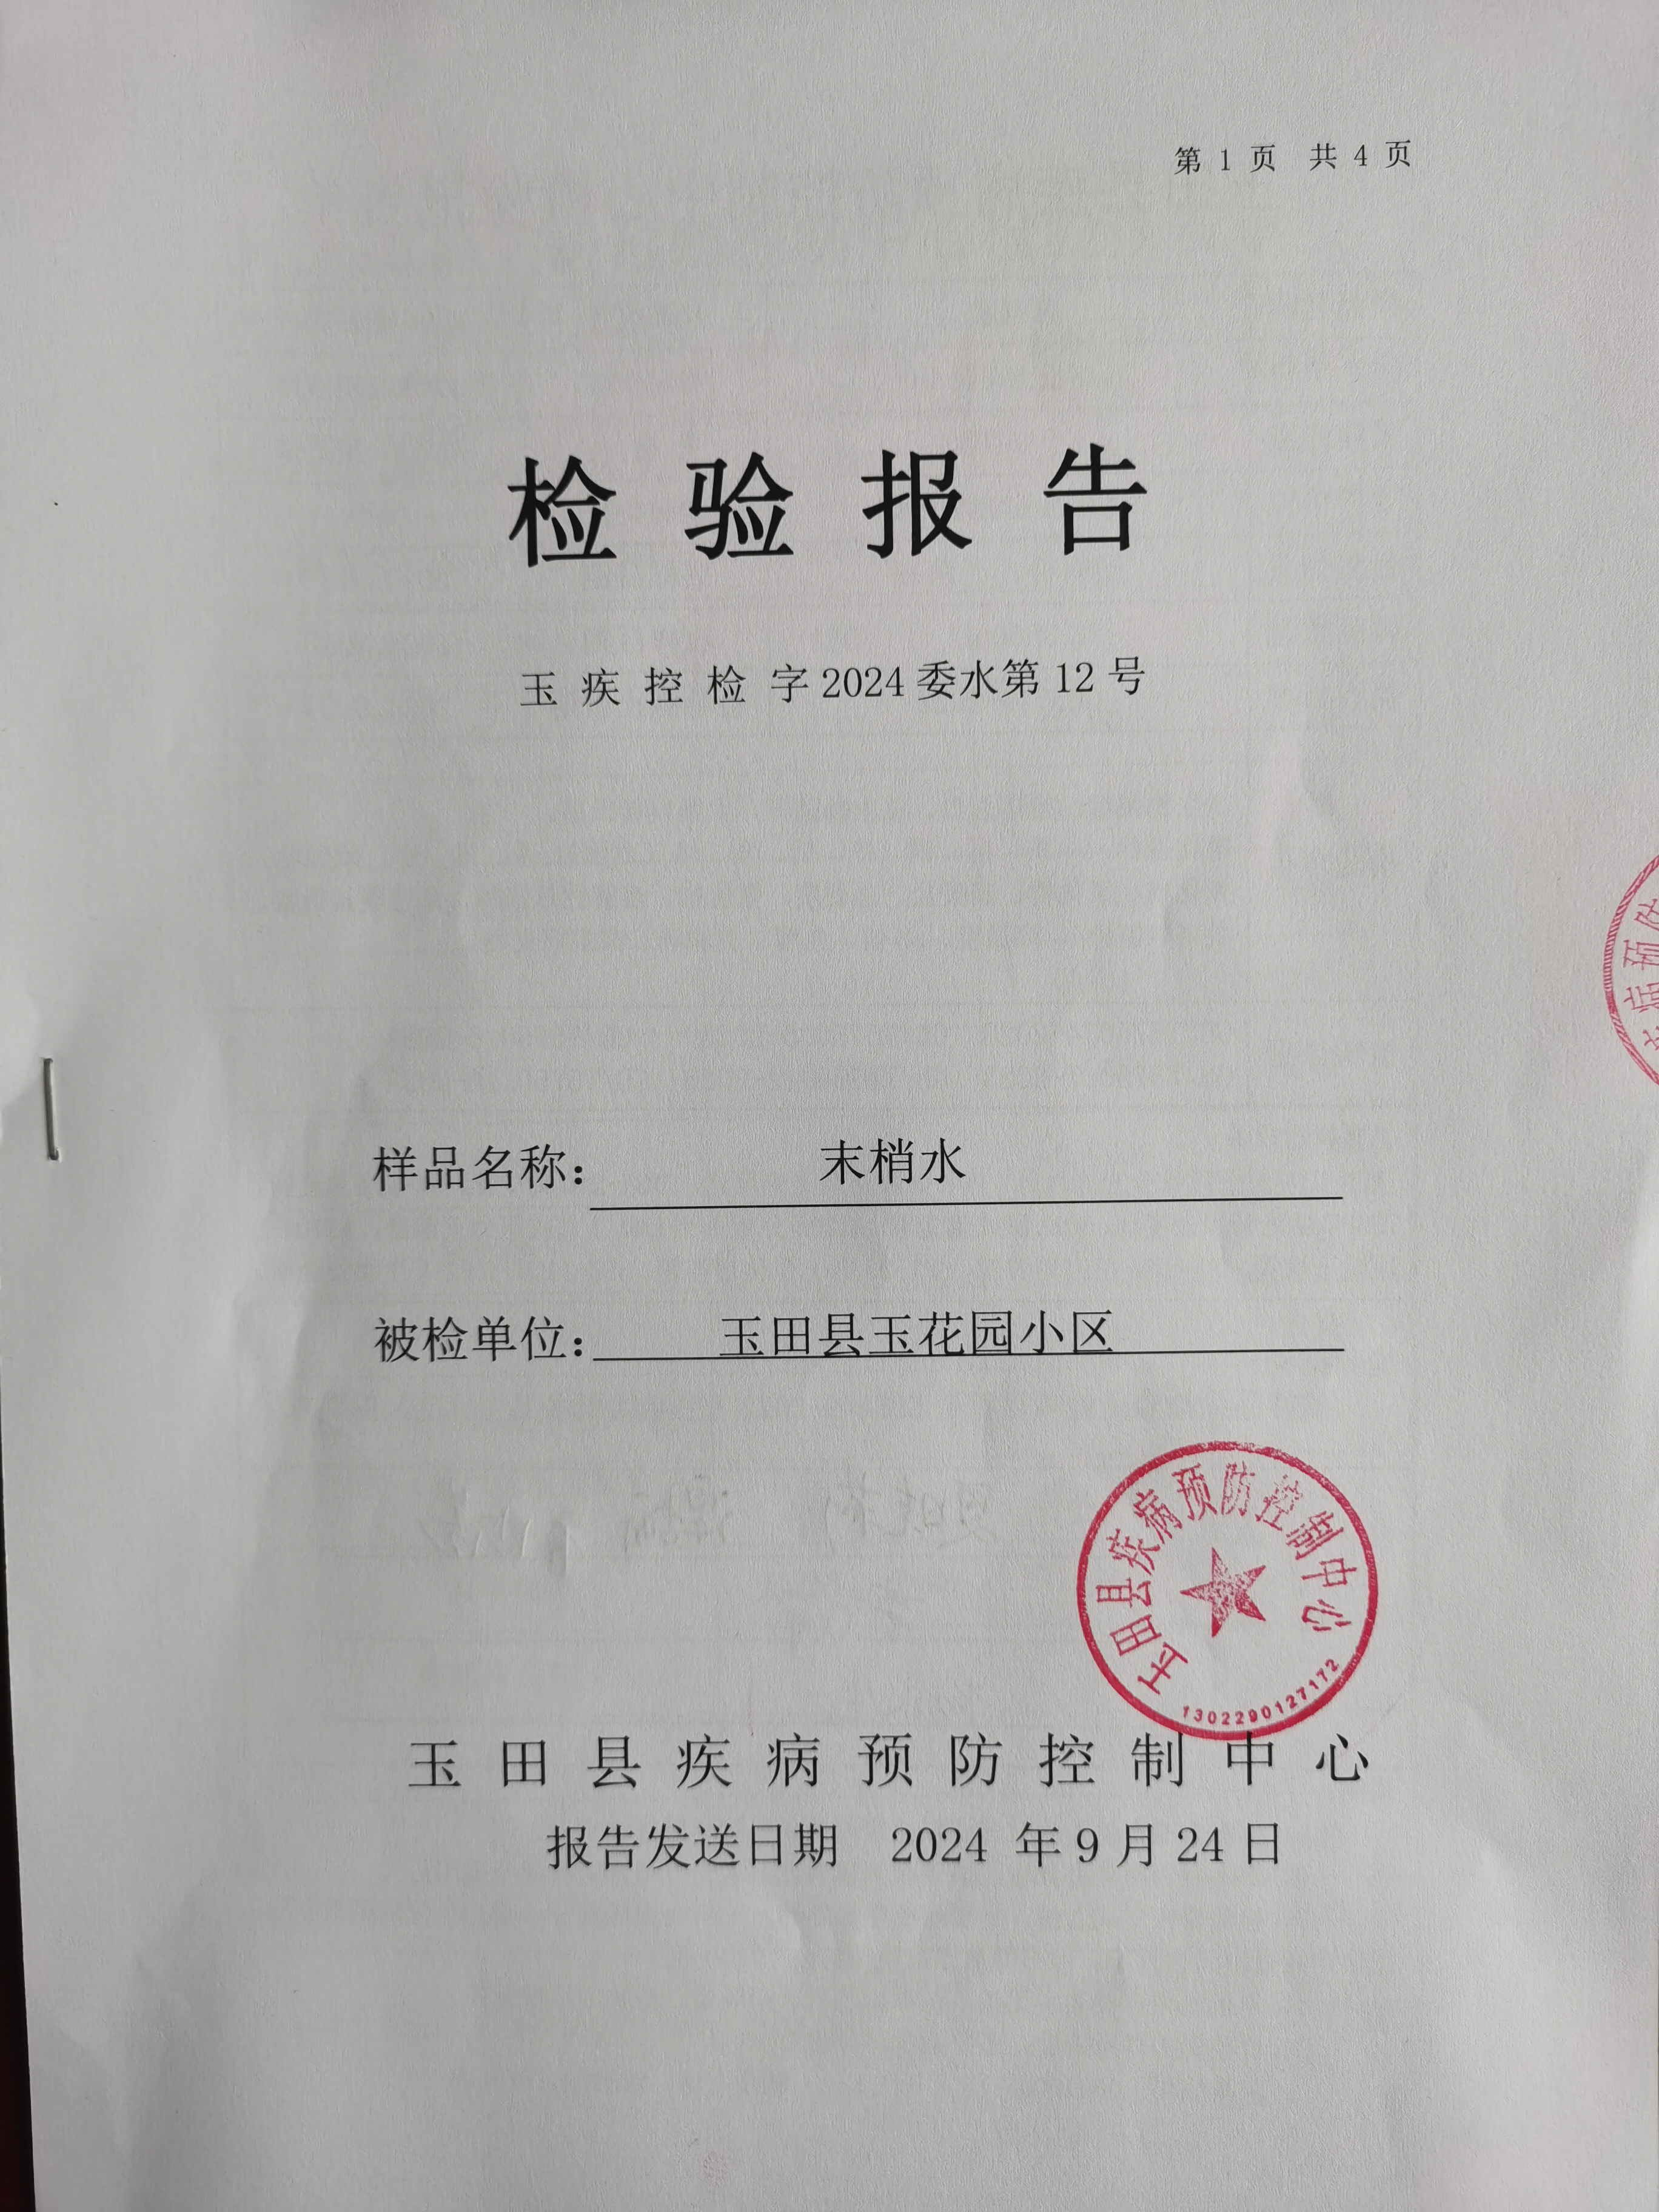 第 1 页 共 4 页
检 验 报 告
玉 疾 控 检 字 2024 委水第 12 号
样品名称： 末梢水
被检单位： 玉田县玉花园小区
玉田县疾病预防控制中心
1302290127172
病预防
玉 田 县 疾 病 预 防 控 制 中 心
报告发送日期 2024 年 9 月 24 日